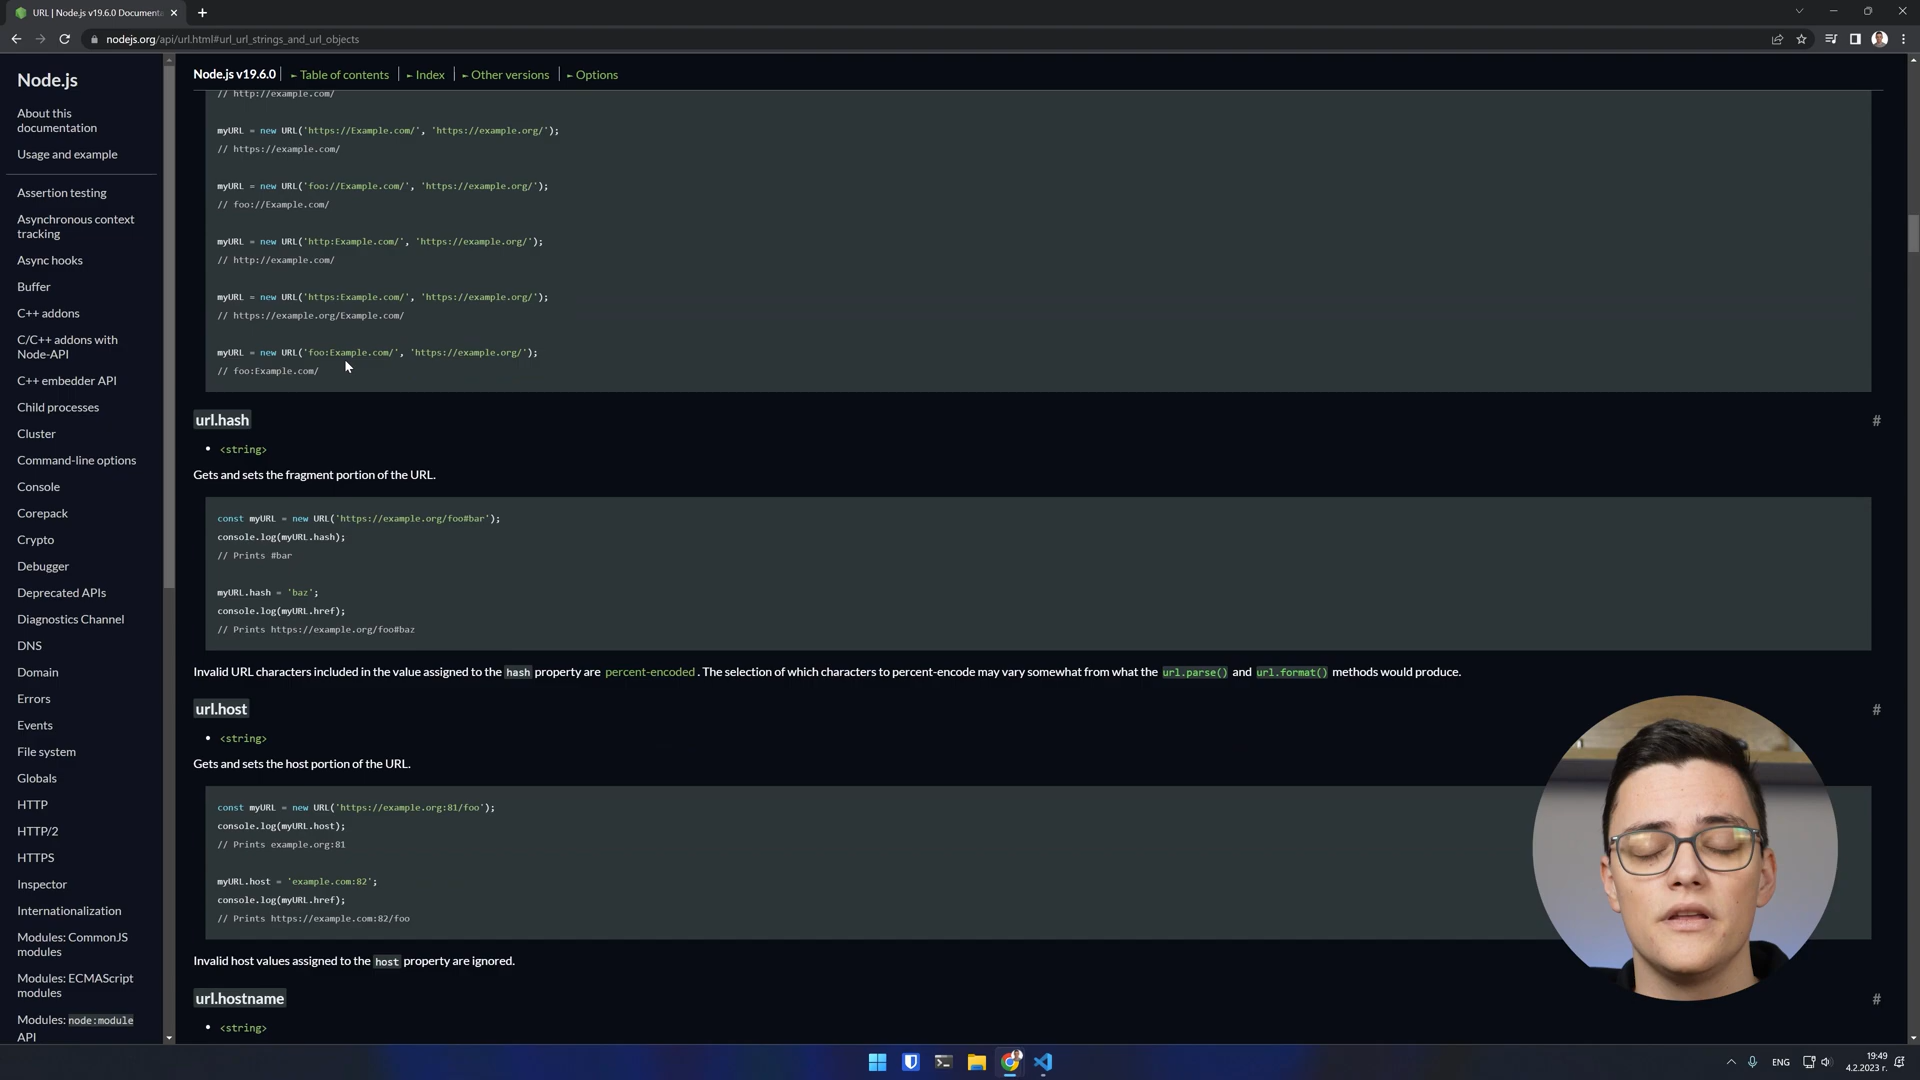 URL | Node.js v19.6.0 Documenta
nodejs.org/api/url.html#url_url_strings_and_url_objects
Node.js
About this
documentation
Usage and example
Assertion testing
Asynchronous context
tracking
Async hooks
Buffer
C++ addons
C/C++ addons with
Node-API
C++ embedder API
Child processes
Cluster
Command-line options
Console
Corepack
Crypto
Debugger
Deprecated APIs
Diagnostics Channel
DNS
Domain
Errors
Events
File system
Globals
HTTP
HTTP/2
HTTPS
Inspector
Internationalization
Modules: CommonJS
modules
Modules: ECMAScript
modules
Modules: node:module
API
Node.js v19.6.0 | ► Table of contents | ► Index | ► Other versions | ► Options
// http://example.com/
myURL = new URL('https://Example.com/', 'https://example.org/');
// https://example.com/
myURL = new URL('foo://Example.com/', 'https://example.org/');
// foo://Example.com/
myURL = new URL('http:Example.com/', 'https://example.org/');
// http://example.com/
myURL = new URL('https:Example.com/', 'https://example.org/');
// https://example.org/Example.com/
myURL = new URL('foo:Example.com/', 'https://example.org/');
// foo:Example.com/
url.hash #
• <string>
Gets and sets the fragment portion of the URL.
const myURL = new URL('https://example.org/foo#bar');
console.log(myURL.hash);
// Prints #bar
myURL.hash = 'baz';
console.log(myURL.href);
// Prints https://example.org/foo#baz
Invalid URL characters included in the value assigned to the hash property are percent-encoded. The selection of which characters to percent-encode may vary somewhat from what the url.parse() and url.format() methods would produce.
url.host #
• <string>
Gets and sets the host portion of the URL.
const myURL = new URL('https://example.org:81/foo');
console.log(myURL.host);
// Prints example.org:81
myURL.host = 'example.com:82';
console.log(myURL.href);
// Prints https://example.com:82/foo
Invalid host values assigned to the host property are ignored.
url.hostname #
• <string>
ENG
19:49
4.2.2023 г.